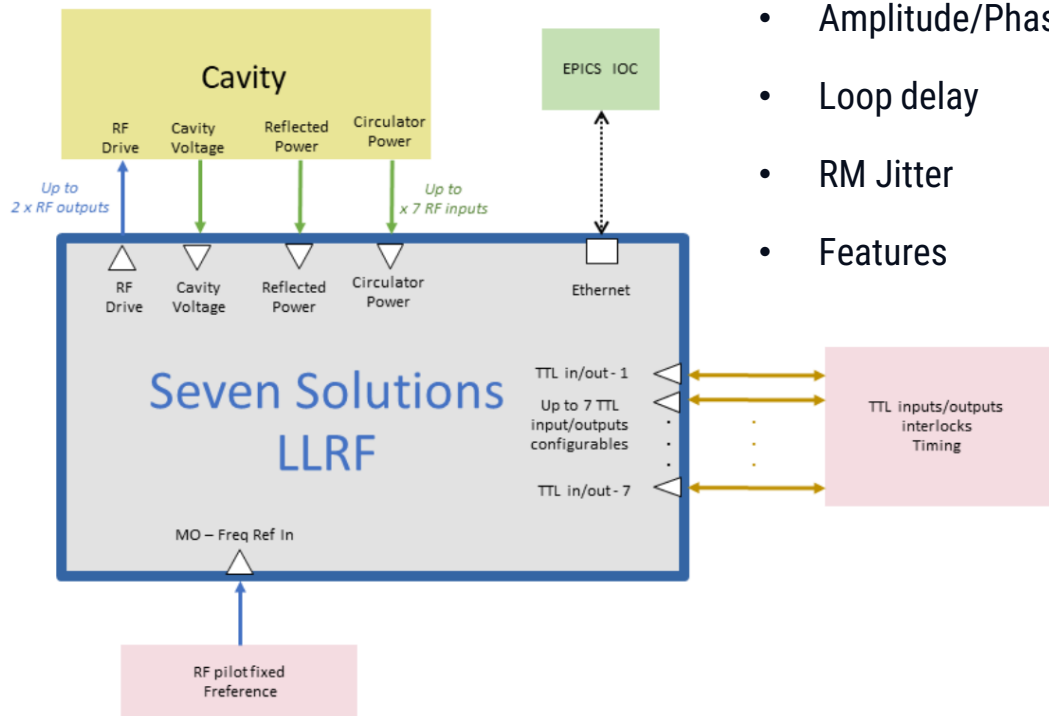 Cavity
RF
Drive
Cavity
Voltage
Reflected
Power
Circulator
Power
Up to
2 x RF outputs
Up to
x 7 RF inputs
EPICS IOC
• Amplitude/Phas
• Loop delay
• RM Jitter
• Features
RF
Drive
Cavity
Voltage
Reflected
Power
Circulator
Power
Ethernet
Seven Solutions
LLRF
TTL in/out - 1
Up to 7 TTL
input/outputs
configurables
TTL in/out - 7
TTL inputs/outputs
interlocks
Timing
MO – Freq Ref In
RF pilot fixed
Freference